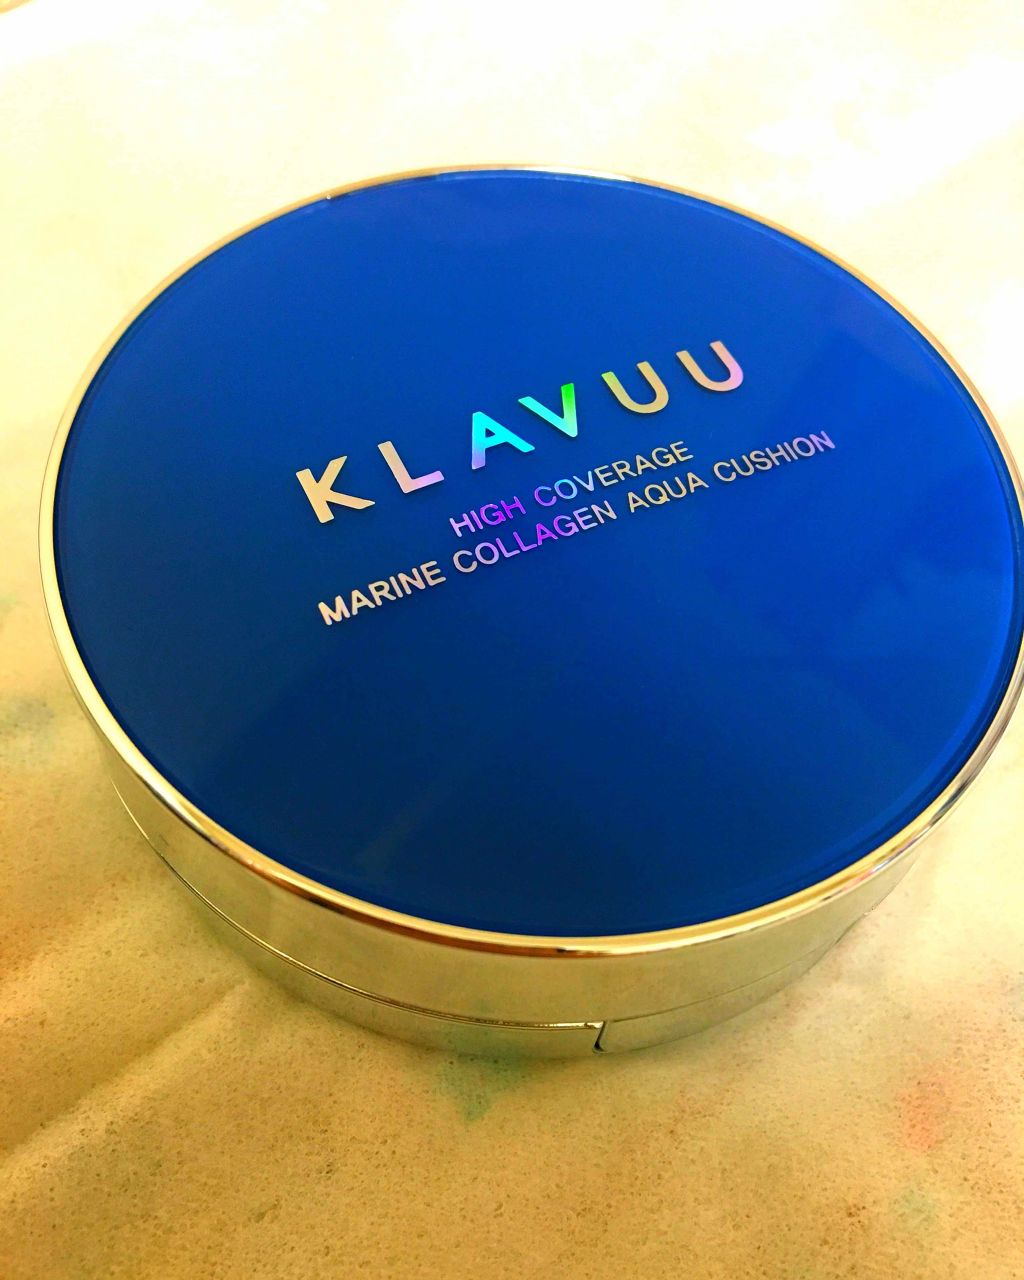 KLAVUU
HIGH COVERAGE
MARINE COLLAGEN AQUA CUSHION